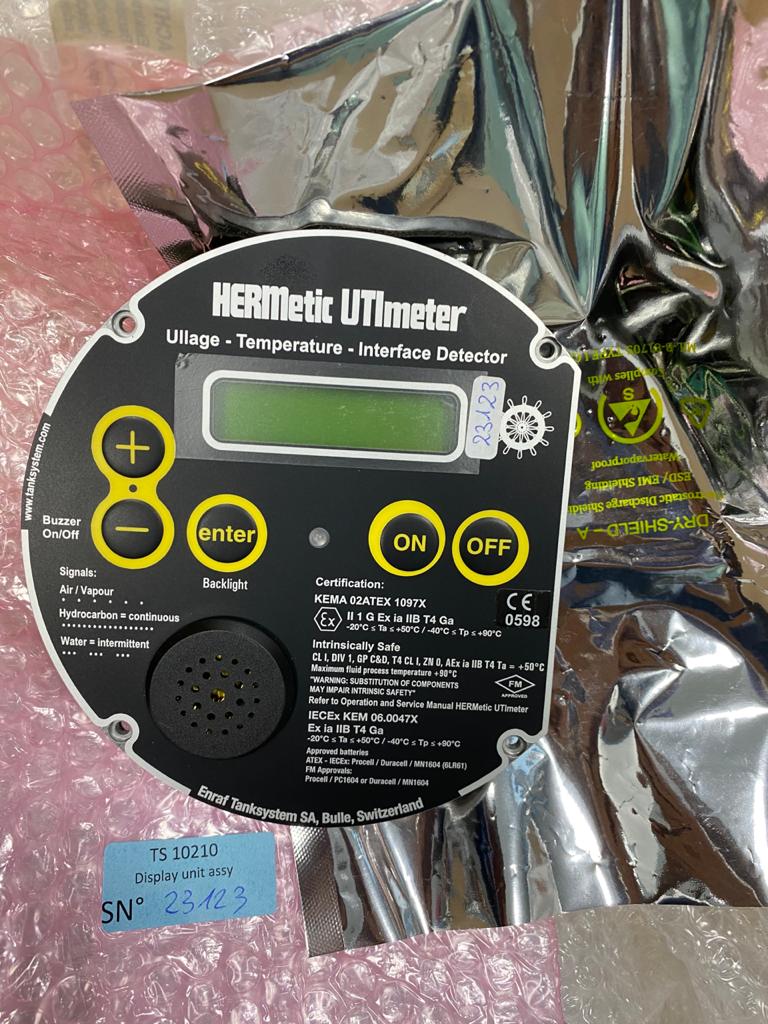 HERMetic UTImeter
Ullage - Temperature - Interface Detector
23123
www.tanksystem.com
+
−
Buzzer
On/Off
enter
Backlight
ON
OFF
Signals:
Air / Vapour
Hydrocarbon = continuous
Water = intermittent
Certification:
KEMA 02ATEX 1097X
Ex
II 1 G Ex ia IIB T4 Ga
-20°C ≤ Ta ≤ +50°C / -40°C ≤ Tp ≤ +90°C
CE
0598
Intrinsically Safe
CL I, DIV 1, GP C&D, T4 CL I, ZN 0, AEx ia IIB T4 Ta = +50°C
Maximum fluid process temperature +90°C
"WARNING: SUBSTITUTION OF COMPONENTS
MAY IMPAIR INTRINSIC SAFETY"
FM
APPROVED
Refer to Operation and Service Manual HERMetic UTImeter
IECEx KEM 06.0047X
Ex ia IIB T4 Ga
-20°C ≤ Ta ≤ +50°C / -40°C ≤ Tp ≤ +90°C
Approved batteries
ATEX - IECEx: Procell / Duracell / MN1604 (6LR61)
FM Approvals:
Procell / PC1604 or Duracell / MN1604
Enraf Tanksystem SA, Bulle, Switzerland
TS 10210
Display unit assy
SN° 23123
complies with
S
Watervaporproof
ESD/EMI Shielding
Discharge
DRY-SHIELD - A